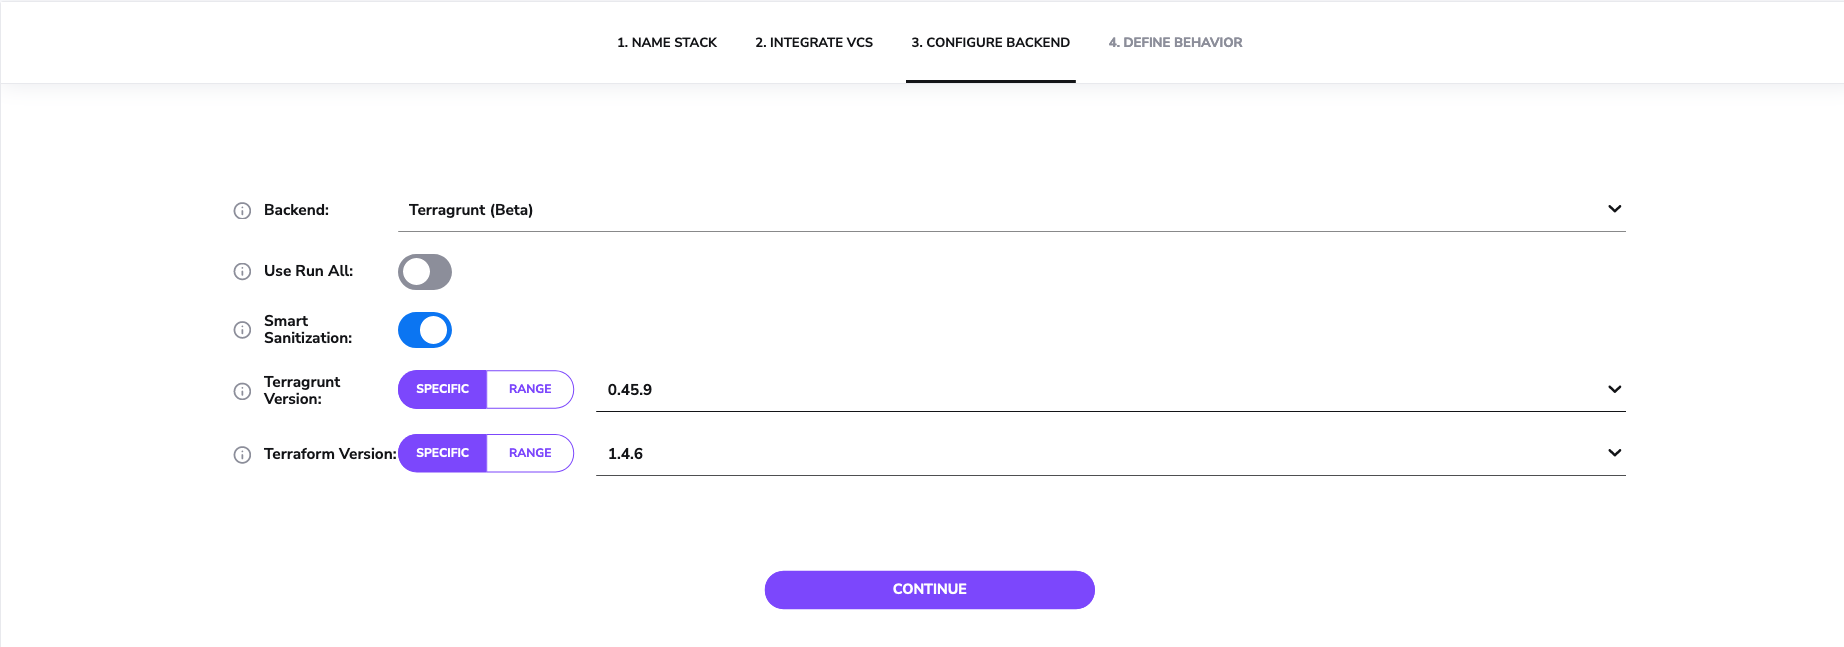 1. NAME STACK 2. INTEGRATE VCS 3. CONFIGURE BACKEND 4. DEFINE BEHAVIOR
Backend: Terragrunt (Beta)
Use Run All:
Smart
Sanitization:
Terragrunt
Version:
SPECIFIC RANGE 0.45.9
Terraform Version: SPECIFIC RANGE 1.4.6
CONTINUE